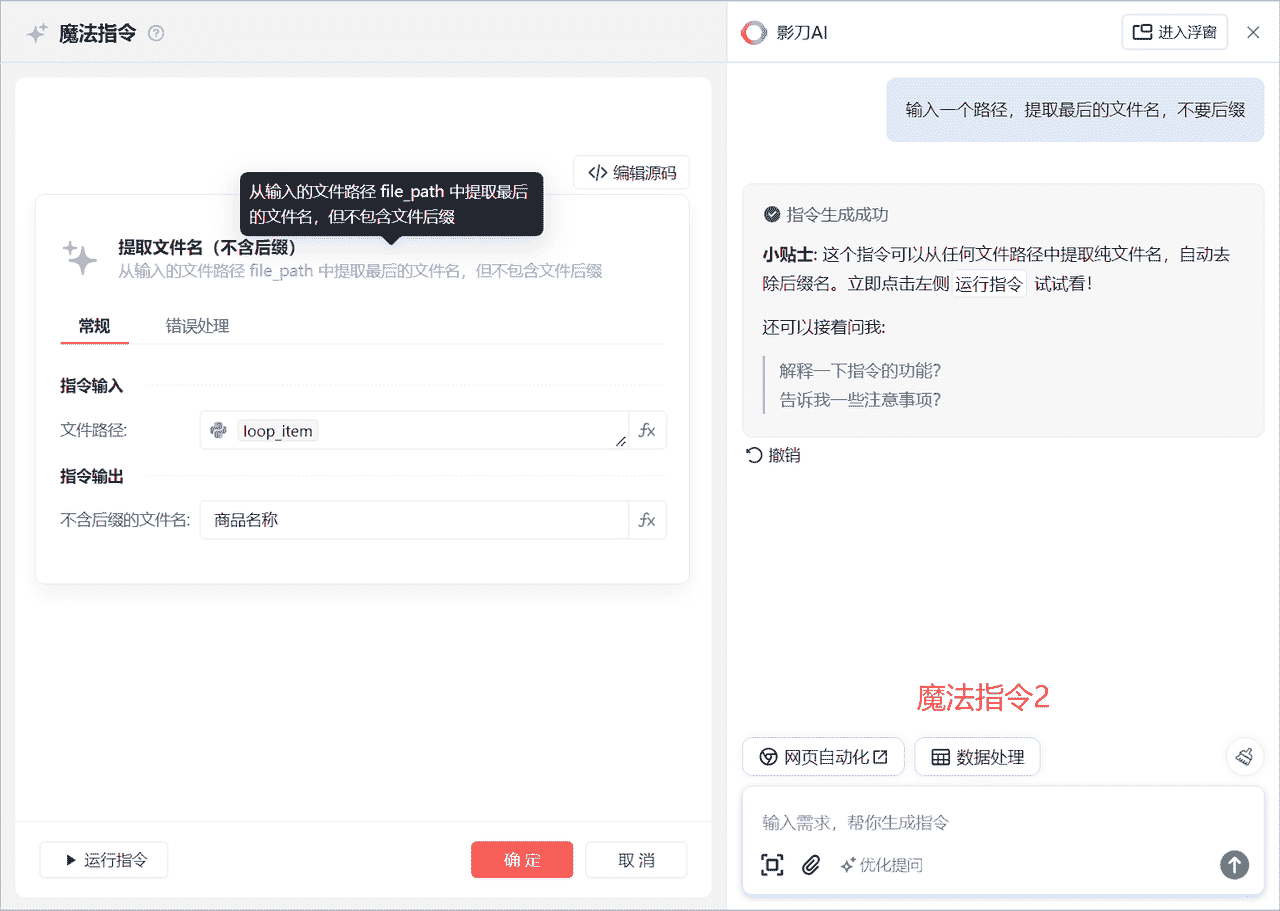 魔法指令
影刀AI
进入浮窗
输入一个路径，提取最后的文件名，不要后缀
</> 编辑源码
从输入的文件路径 file_path 中提取最后
的文件名，但不包含文件后缀
提取文件名（不含后缀）
从输入的文件路径 file_path 中提取最后的文件名，但不包含文件后缀
常规 错误处理
指令输入
文件路径: loop_item fx
指令输出
不含后缀的文件名: 商品名称 fx
运行指令
确定 取消
指令生成成功
小贴士: 这个指令可以从任何文件路径中提取纯文件名，自动去
除后缀名。立即点击左侧 运行指令 试试看！
还可以接着问我:
解释一下指令的功能?
告诉我一些注意事项?
撤销
魔法指令2
网页自动化 数据处理
输入需求，帮你生成指令
优化提问